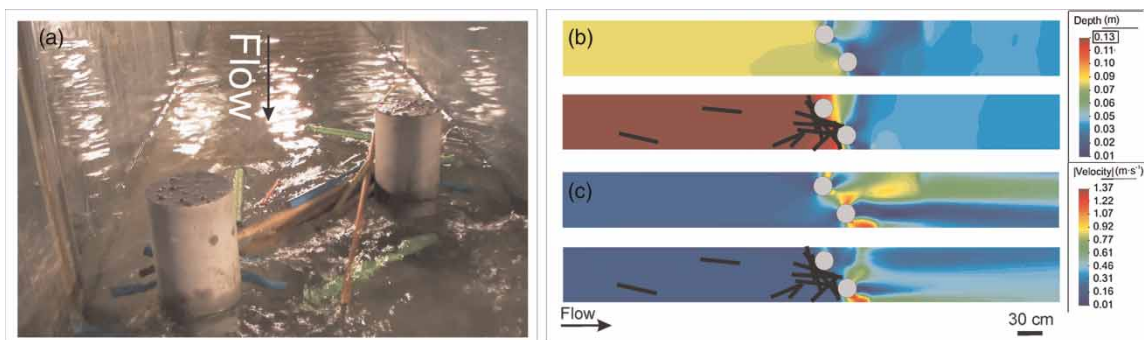 (a)
Flow
(b)
Depth (m)
0.13
0.11
0.10
0.09
0.08
0.06
0.05
0.03
0.02
0.01
(c)
|Velocity| (m·s⁻¹)
1.37
1.22
1.07
0.92
0.77
0.61
0.46
0.31
0.16
0.01
Flow
30 cm